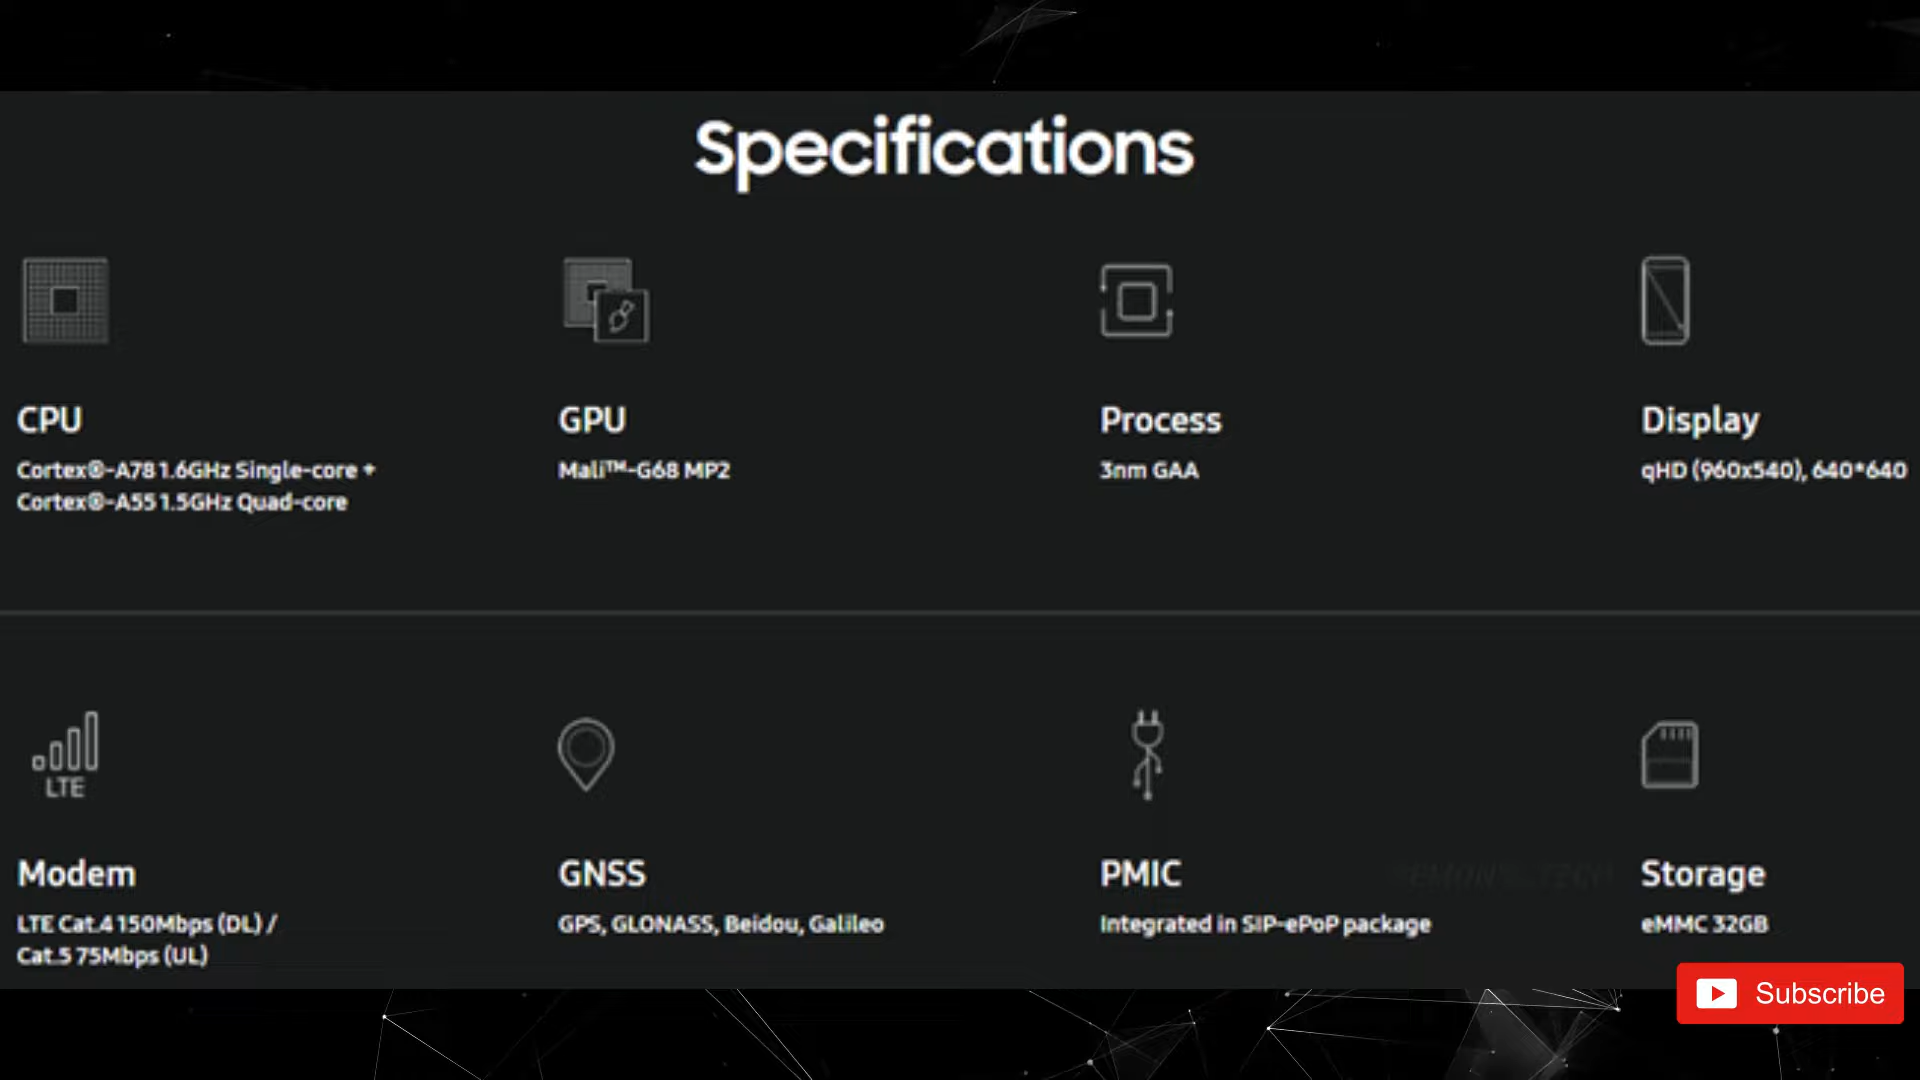 Specifications
CPU
Cortex®-A78 1.6GHz Single-core +
Cortex®-A55 1.5GHz Quad-core
GPU
Mali™-G68 MP2
Process
3nm GAA
Display
qHD (960x540), 640*640
LTE
Modem
LTE Cat.4 150Mbps (DL) /
Cat.5 75Mbps (UL)
GNSS
GPS, GLONASS, Beidou, Galileo
PMIC
Integrated in SiP-ePoP package
Storage
eMMC 32GB
Subscribe